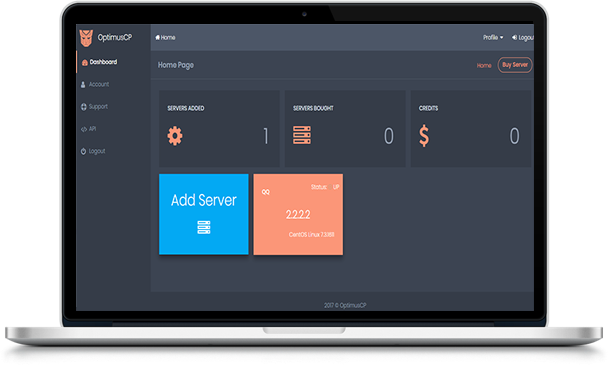 OptimusCP
Home
Profile
Logout
Dashboard
Home Page
Home
Buy Server
Account
Support
API
Logout
SERVERS ADDED
1
SERVERS BOUGHT
0
CREDITS
$
0
Add Server
QQ
Status: UP
2.2.2.2
CentOS Linux 7.3.1611
2017 © OptimusCP